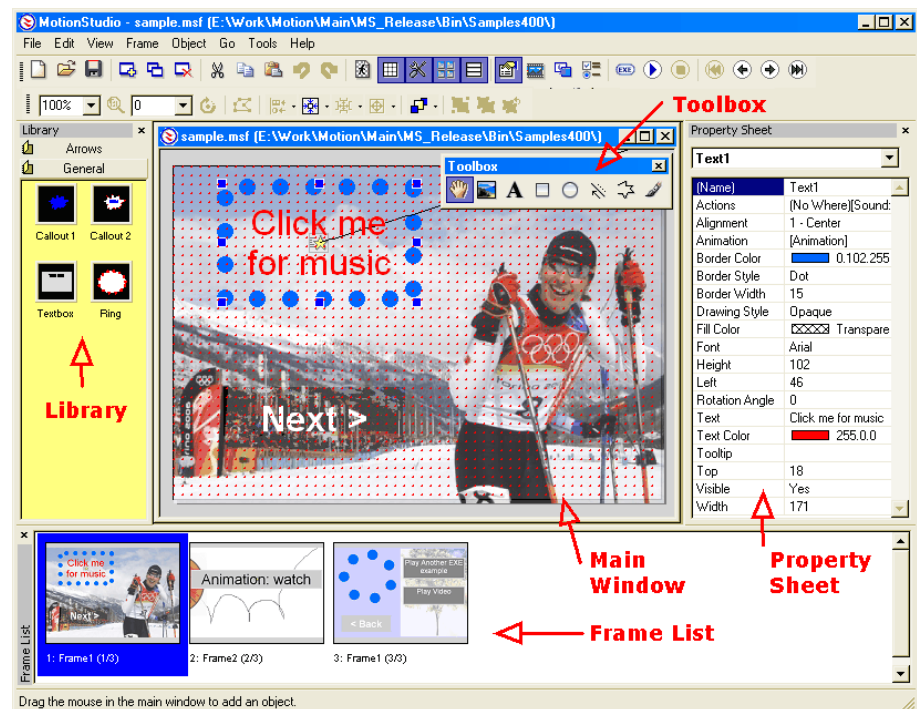 MotionStudio - sample.msf (E:\Work\Motion\Main\MS_Release\Bin\Samples400\)
File Edit View Frame Object Go Tools Help
EXE
100%
0
Toolbox
Library
Arrows
General
Callout 1
Callout 2
Textbox
Ring
Library
sample.msf (E:\Work\Motion\Main\MS_Release\Bin\Samples400\)
Toolbox
A
Click me
for music
Next >
Property Sheet
Text1
(Name) Text1
Actions (No Where)[Sound:
Alignment 1 - Center
Animation [Animation]
Border Color 0.102.255
Border Style Dot
Border Width 15
Drawing Style Opaque
Fill Color Transpare
Font Arial
Height 102
Left 46
Rotation Angle 0
Text Click me for music
Text Color 255.0.0
Tooltip
Top 18
Visible Yes
Width 171
Main
Window
Property
Sheet
Frame List
Click me
for music
Next >
1: Frame1 (1/3)
Animation: watch
2: Frame2 (2/3)
Play Another EXE
example
Play Video
< Back
3: Frame1 (3/3)
Frame List
Drag the mouse in the main window to add an object.